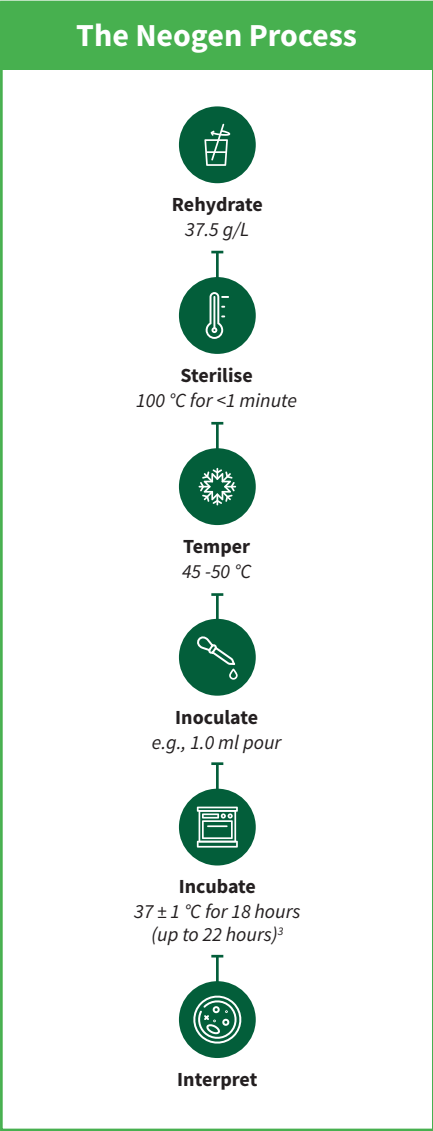 The Neogen Process
Rehydrate
37.5 g/L
Sterilise
100 °C for <1 minute
Temper
45 -50 °C
Inoculate
e.g., 1.0 ml pour
Incubate
37 ± 1 °C for 18 hours
(up to 22 hours)³
Interpret